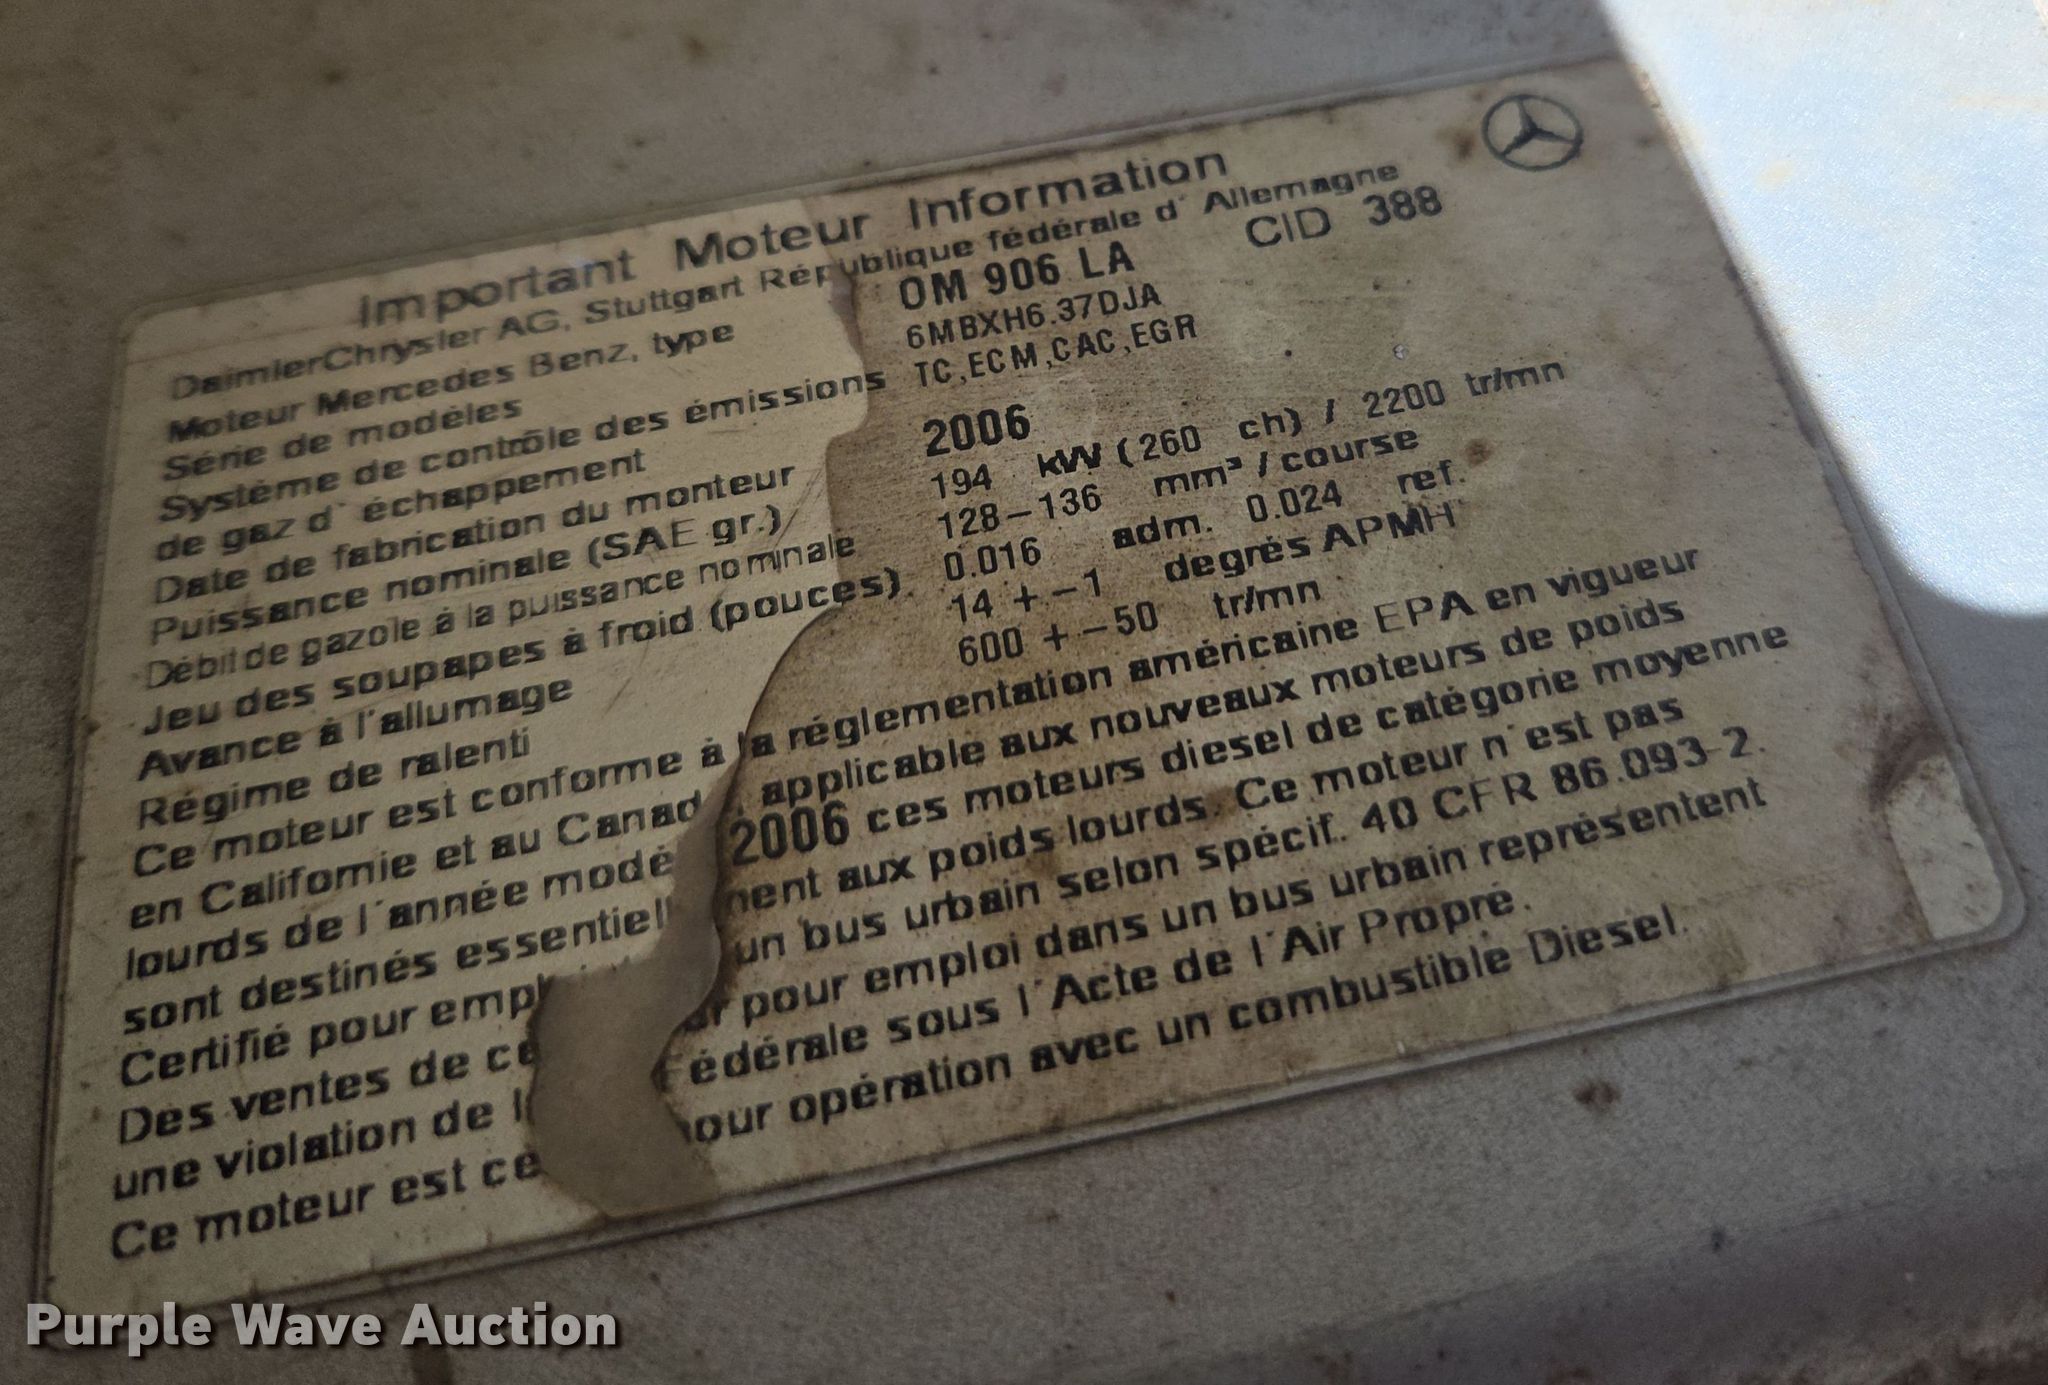 Important Moteur Information
DaimlerChrysler AG, Stuttgart République fédérale d'Allemagne
Moteur Mercedes Benz, type OM 906 LA CID 388
Série de modéles 6MBXH6.37DJA
Systéme de contrôle des émissions TC,ECM,CAC,EGR
de gaz d'échappement
Date de fabrication du monteur 2006
Puissance nominale (SAE gr.) 194 kW (260 ch) / 2200 tr/mn
Débit de gazole à la puissance nominale 128-136 mm³/course
Jeu des soupapes à froid (pouces) 0.016 adm. 0.024 ref.
Avance à l'allumage 14 +-1 degrés APMH
Régime de ralenti 600 +-50 tr/mn
Ce moteur est conforme à la réglementation américaine EPA en vigueur
en Califomie et au Canad applicable aux nouveaux moteurs de poids
lourds de l'année modé 2006 ces moteurs diesel de catégorie moyenne
sont destinés essentiell ment aux poids lourds. Ce moteur n'est pas
Certifié pour empl un bus urbain selon spécif. 40 CFR 86.093-2.
Des ventes de ce pour emploi dans un bus urbain représentent
une violation de l fédérale sous l'Acte de l'Air Propré.
Ce moteur est ce our opération avec un combustible Diesel.
Purple Wave Auction